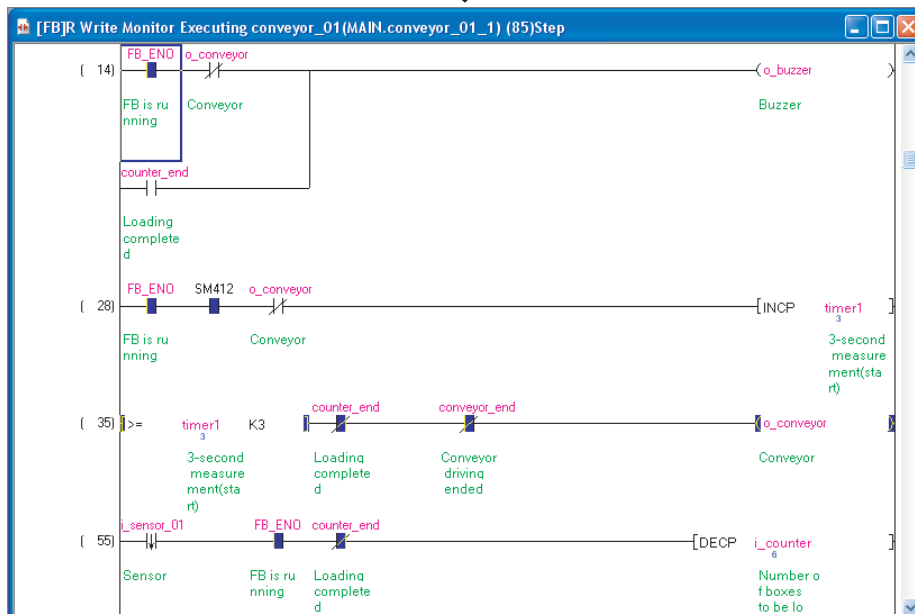 [FB]R Write Monitor Executing conveyor_01(MAIN.conveyor_01_1) (85)Step
FB_ENO o_conveyor
( 14) ( o_buzzer )
FB is ru Conveyor Buzzer
nning
counter_end
Loading
complete
d
FB_ENO SM412 o_conveyor
( 28) [ INCP timer1 ]
3
FB is ru Conveyor 3-second
nning measure
ment(sta
rt)
counter_end conveyor_end
( 35) [ >= timer1 K3 ] ( o_conveyor )
3
3-second Loading Conveyor Conveyor
measure complete driving
ment(sta d ended
rt)
i_sensor_01 FB_ENO counter_end
( 55) [ DECP i_counter ]
6
Sensor FB is ru Loading Number o
nning complete f boxes
d to be lo